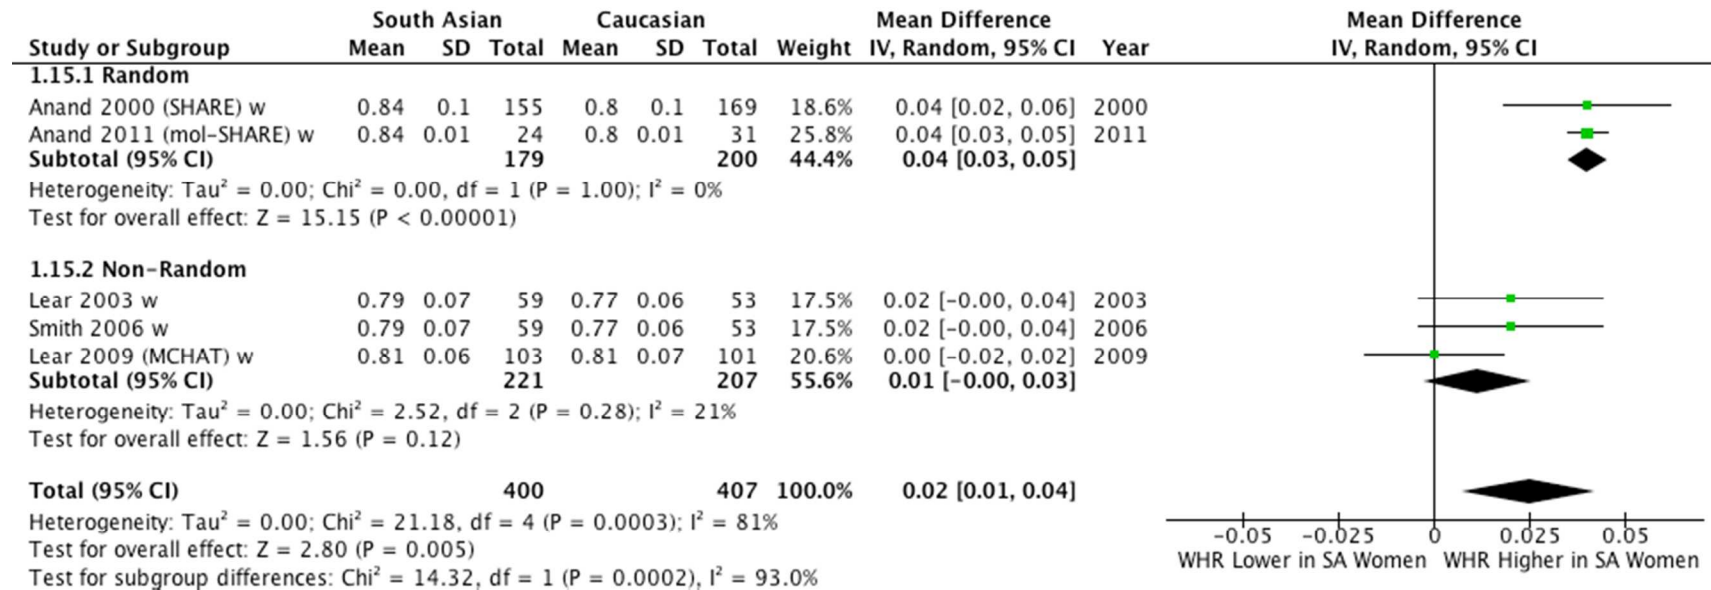 South Asian Caucasian Mean Difference Mean Difference
Study or Subgroup Mean SD Total Mean SD Total Weight IV, Random, 95% CI Year IV, Random, 95% CI
1.15.1 Random
Anand 2000 (SHARE) w 0.84 0.1 155 0.8 0.1 169 18.6% 0.04 [0.02, 0.06] 2000
Anand 2011 (mol-SHARE) w 0.84 0.01 24 0.8 0.01 31 25.8% 0.04 [0.03, 0.05] 2011
Subtotal (95% CI) 179 200 44.4% 0.04 [0.03, 0.05]
Heterogeneity: Tau² = 0.00; Chi² = 0.00, df = 1 (P = 1.00); I² = 0%
Test for overall effect: Z = 15.15 (P < 0.00001)
1.15.2 Non-Random
Lear 2003 w 0.79 0.07 59 0.77 0.06 53 17.5% 0.02 [-0.00, 0.04] 2003
Smith 2006 w 0.79 0.07 59 0.77 0.06 53 17.5% 0.02 [-0.00, 0.04] 2006
Lear 2009 (MCHAT) w 0.81 0.06 103 0.81 0.07 101 20.6% 0.00 [-0.02, 0.02] 2009
Subtotal (95% CI) 221 207 55.6% 0.01 [-0.00, 0.03]
Heterogeneity: Tau² = 0.00; Chi² = 2.52, df = 2 (P = 0.28); I² = 21%
Test for overall effect: Z = 1.56 (P = 0.12)
Total (95% CI) 400 407 100.0% 0.02 [0.01, 0.04]
Heterogeneity: Tau² = 0.00; Chi² = 21.18, df = 4 (P = 0.0003); I² = 81%
Test for overall effect: Z = 2.80 (P = 0.005)
Test for subgroup differences: Chi² = 14.32, df = 1 (P = 0.0002), I² = 93.0%
-0.05 -0.025 0 0.025 0.05
WHR Lower in SA Women WHR Higher in SA Women